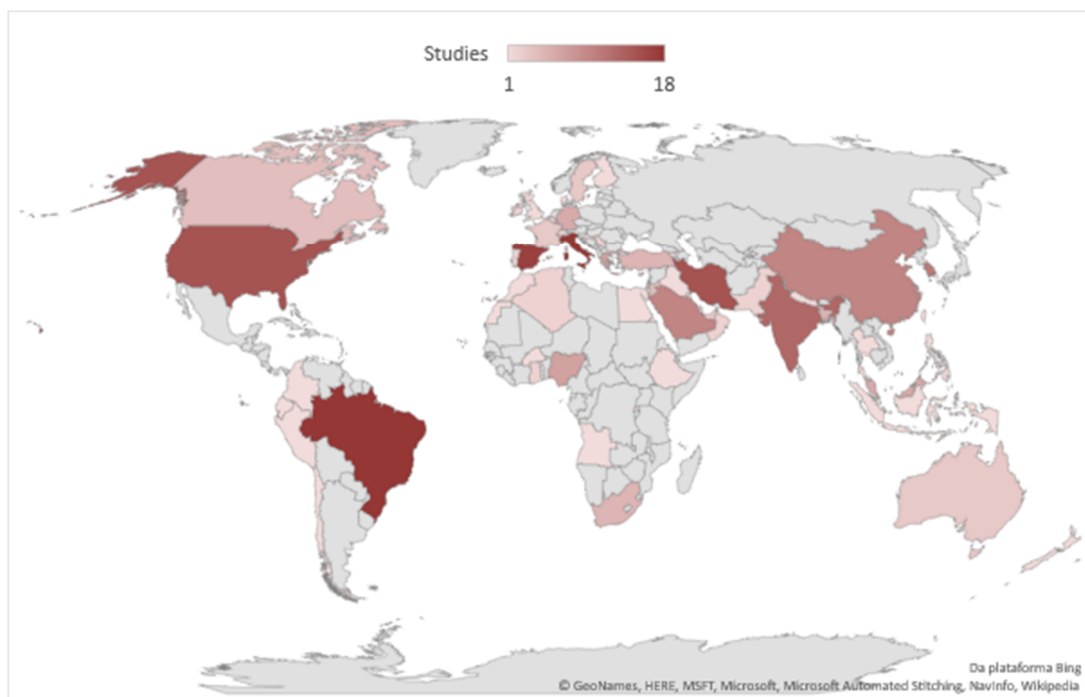 Studies
1 18
Da plataforma Bing
© GeoNames, HERE, MSFT, Microsoft, Microsoft Automated Stitching, NavInfo, Wikipedia